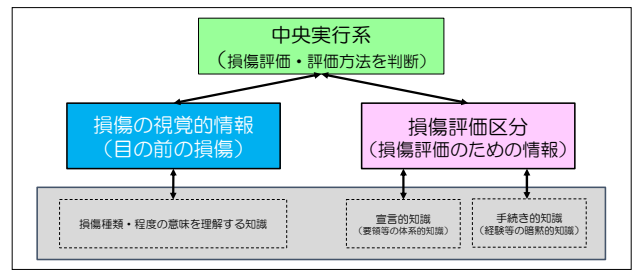 中央実行系
(損傷評価・評価方法を判断)
損傷の視覚的情報
(目の前の損傷)
損傷評価区分
(損傷評価のための情報)
損傷種類・程度の意味を理解する知識
宣言的知識
(要領等の体系的知識)
手続き的知識
(経験等の暗黙的知識)